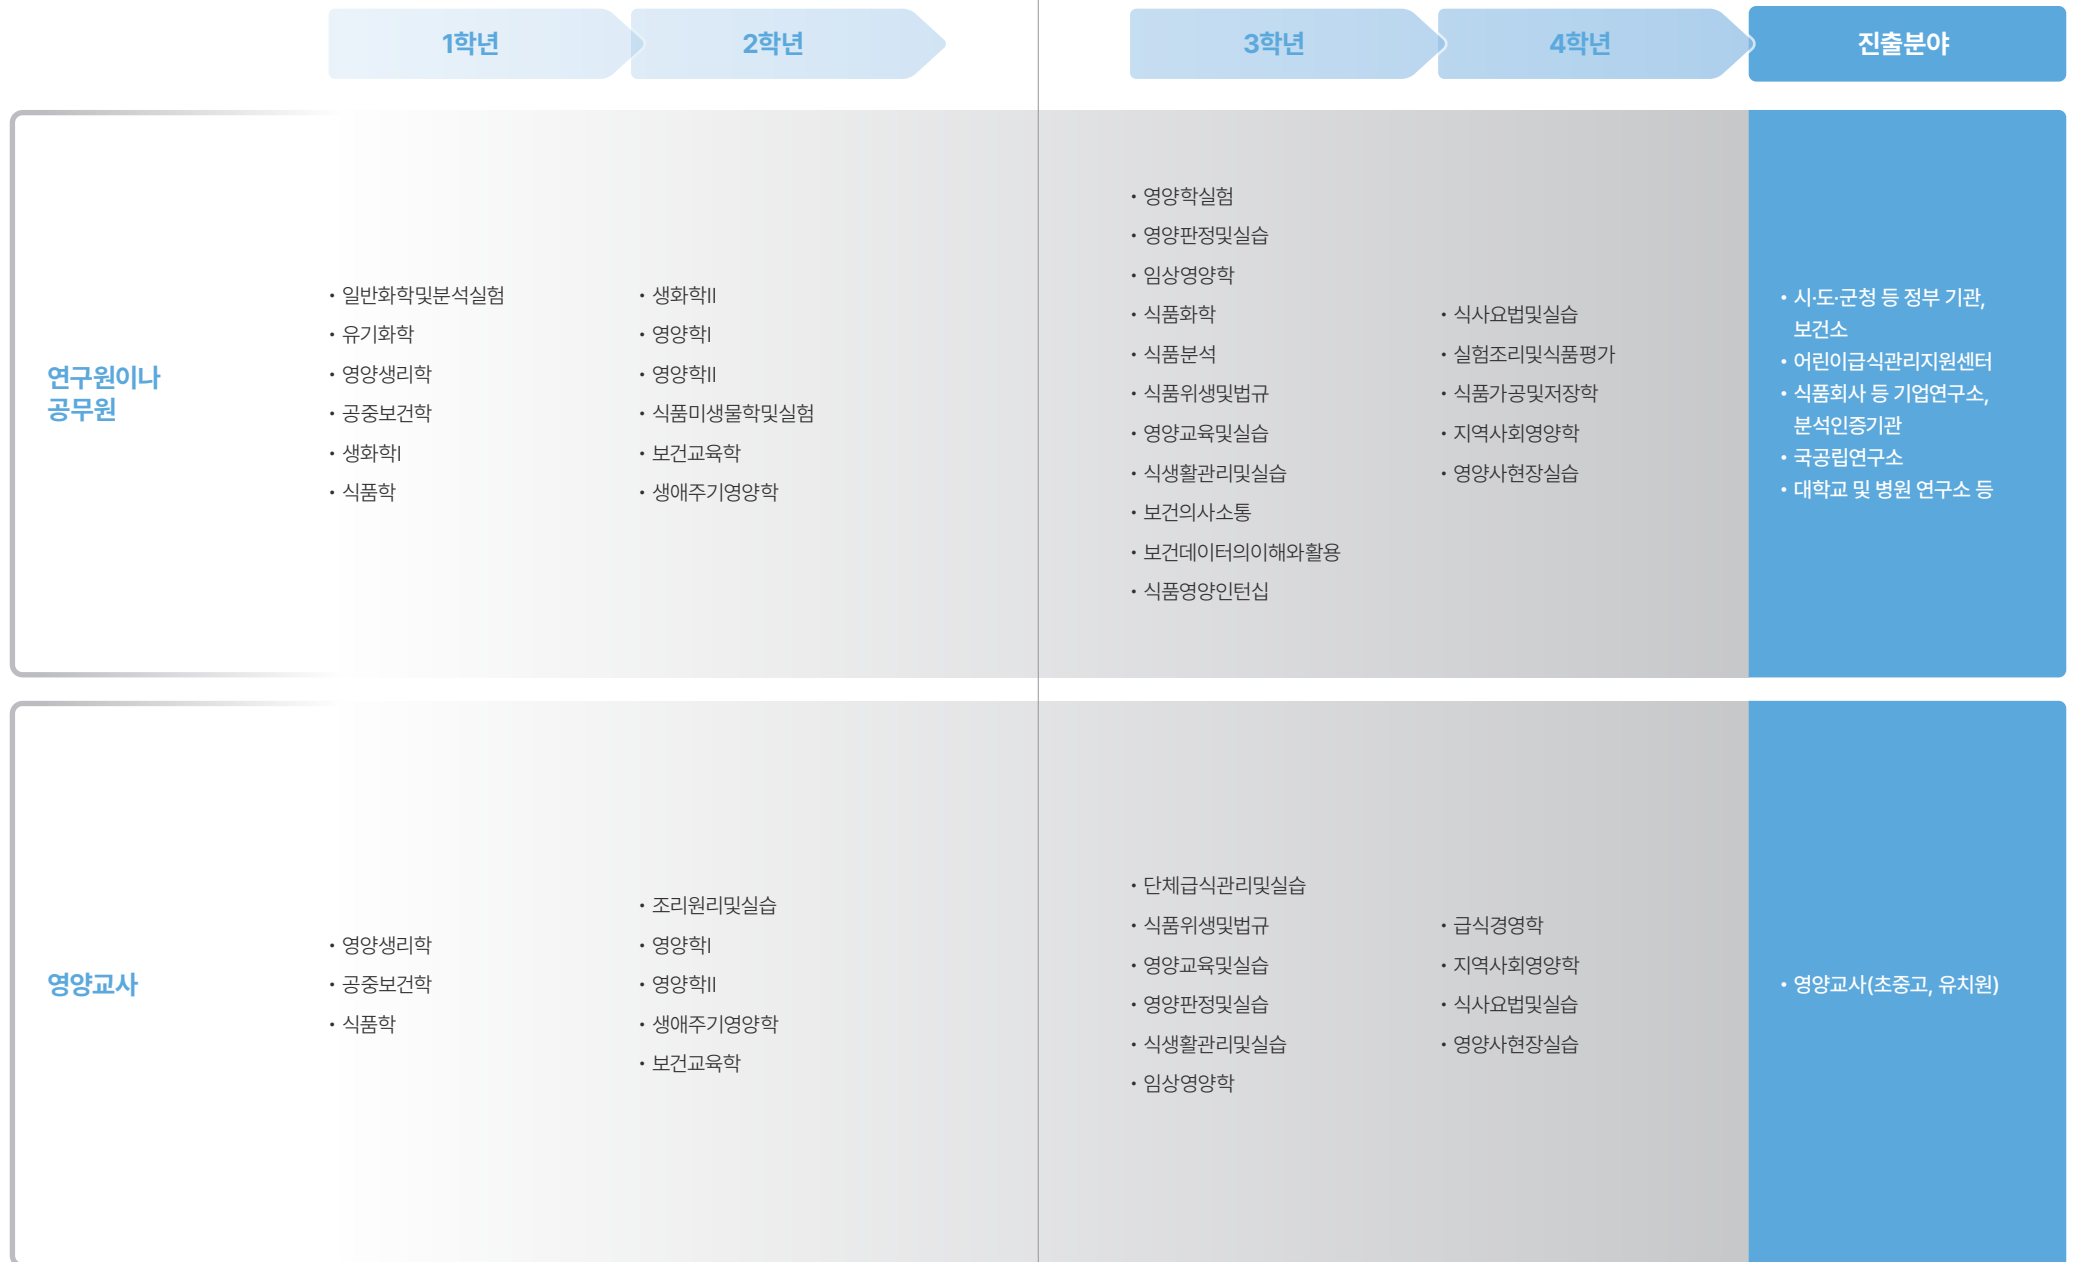 1학년
2학년
3학년
4학년
진출분야
연구원이나
공무원
• 일반화학및분석실험
• 유기화학
• 영양생리학
• 공중보건학
• 생화학I
• 식품학
• 생화학II
• 영양학I
• 영양학II
• 식품미생물학및실험
• 보건교육학
• 생애주기영양학
• 영양학실험
• 영양판정및실습
• 임상영양학
• 식품화학
• 식품분석
• 식품위생및법규
• 영양교육및실습
• 식생활관리및실습
• 보건의사소통
• 보건데이터의이해와활용
• 식품영양인턴십
• 식사요법및실습
• 실험조리및식품평가
• 식품가공및저장학
• 지역사회영양학
• 영양사현장실습
• 시·도·군청 등 정부 기관,
보건소
• 어린이급식관리지원센터
• 식품회사 등 기업연구소,
분석인증기관
• 국공립연구소
• 대학교 및 병원 연구소 등
영양교사
• 영양생리학
• 공중보건학
• 식품학
• 조리원리및실습
• 영양학I
• 영양학II
• 생애주기영양학
• 보건교육학
• 단체급식관리및실습
• 식품위생및법규
• 영양교육및실습
• 영양판정및실습
• 식생활관리및실습
• 임상영양학
• 급식경영학
• 지역사회영양학
• 식사요법및실습
• 영양사현장실습
• 영양교사(초중고, 유치원)